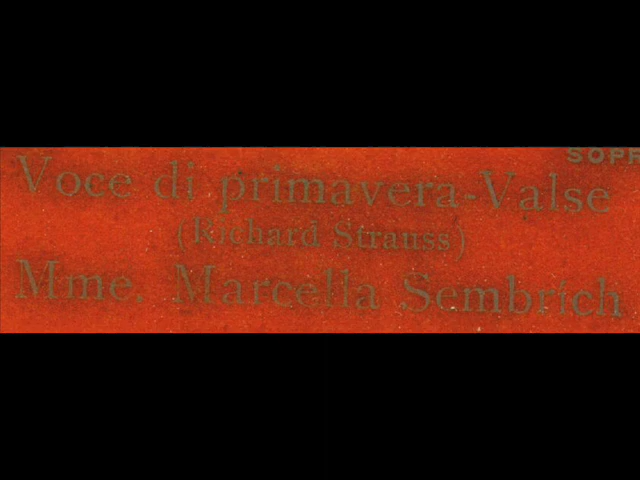 SOPR
Voce di primavera-Valse
(Richard Strauss)
Mme. Marcella Sembrich